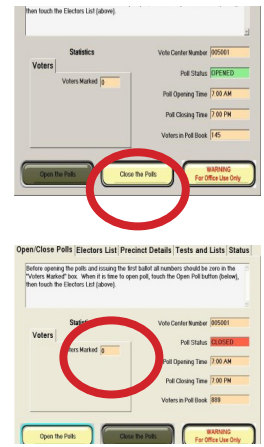 then touch the Electors List (above).
Statistics
Vote Center Number 005001
Voters
Voters Marked 0
Poll Status OPENED
Poll Opening Time 7:00 AM
Poll Closing Time 7:00 PM
Voters in Poll Book 145
Open the Polls
Close the Polls
WARNING
For Office Use Only
Open/Close Polls Electors List Precinct Details Tests and Lists Status
Before opening the polls and issuing the first ballot all numbers should be zero in the
"Voters Marked" box. When it is time to open poll, touch the Open Poll button (below),
then touch the Electors List (above).
Vote Center Number 005001
Voters
Marked 0
Poll Status CLOSED
Poll Opening Time 7:00 AM
Poll Closing Time 7:00 PM
Voters in Poll Book 889
Open the Polls
Close the Polls
WARNING
For Office Use Only